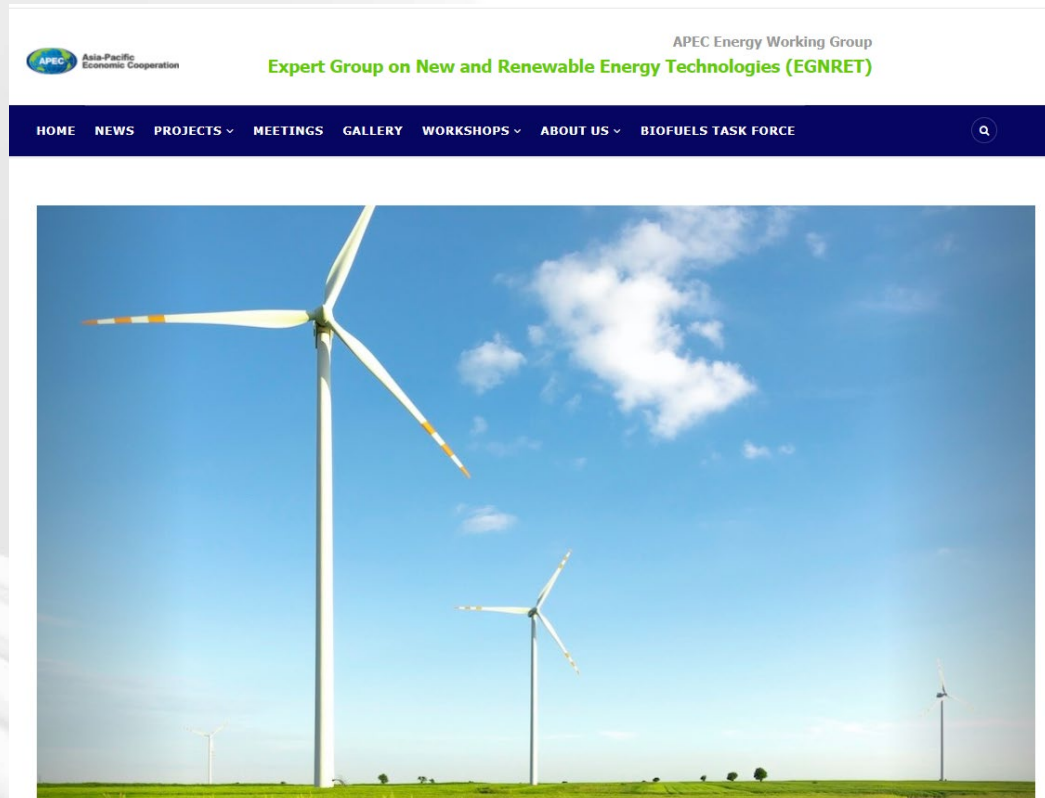 APEC Energy Working Group
APEC
Asia-Pacific
Economic Cooperation
Expert Group on New and Renewable Energy Technologies (EGNRET)
HOME NEWS PROJECTS MEETINGS GALLERY WORKSHOPS ABOUT US BIOFUELS TASK FORCE